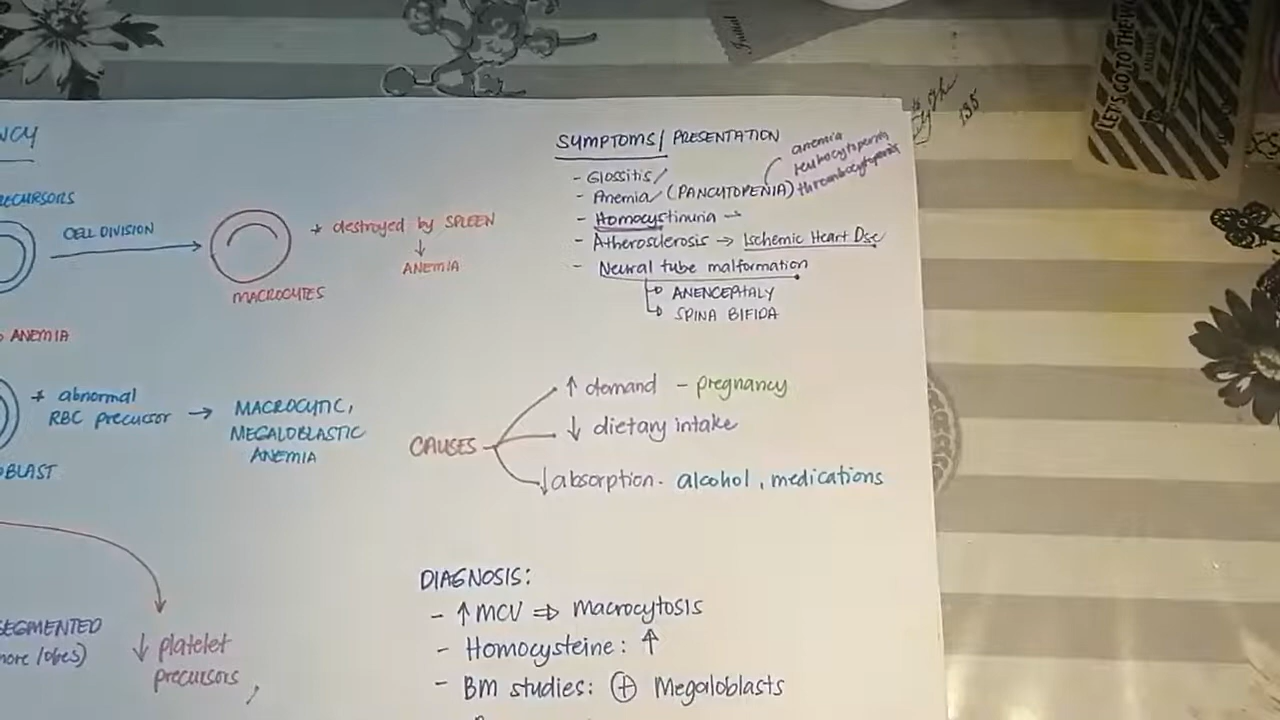 NCY
RECURSORS
CELL DIVISION
MACROCYTES
* destroyed by SPLEEN
↓
ANEMIA
ANEMIA
* abnormal
RBC precursor →
MACROCYTIC,
MEGALOBLASTIC
ANEMIA
OBLAST
SEGMENTED
more lobes)
↓ platelet
precursors,
SYMPTOMS/ PRESENTATION
- Glossitis/
- Anemia/ (PANCYTOPENIA)
anemia
leukocytopenia
thrombocytopenia
- Homocystinuria -
- Atherosclerosis → Ischemic Heart Dse
- Neural tube malformation
ANENCEPHALY
SPINA BIFIDA
CAUSES
↑ demand - pregnancy
↓ dietary intake
↓ absorption - alcohol, medications
DIAGNOSIS:
- ↑ MCV ⇒ Macrocytosis
- Homocysteine: ↑
- BM studies: ⊕ Megaloblasts
LET'S GO TO THE
135